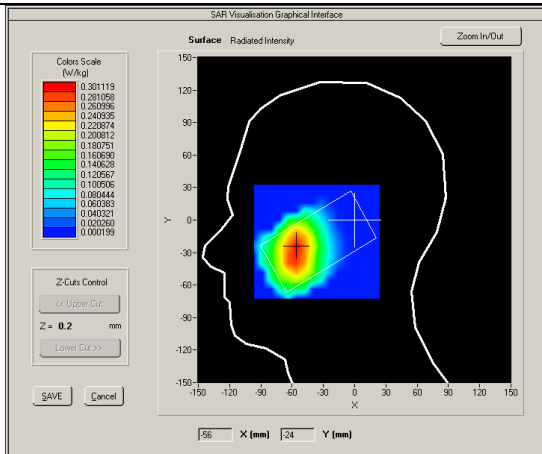 SAR Visualisation Graphical Interface
Surface Radiated Intensity
Zoom In/Out
Colors Scale
(W/kg)
0.301119
0.281058
0.260996
0.240935
0.220874
0.200812
0.180751
0.160690
0.140628
0.120567
0.100506
0.080444
0.060383
0.040321
0.020260
0.000199
Z-Cuts Control
<< Upper Cut
Z = 0.2 mm
Lower Cut >>
SAVE Cancel
150-
120-
90-
60-
30-
Y 0-
-30-
-60-
-90-
-120-
-150-
-150 -120 -90 -60 -30 0 30 60 90 120 150
X
-56 X (mm) -24 Y (mm)